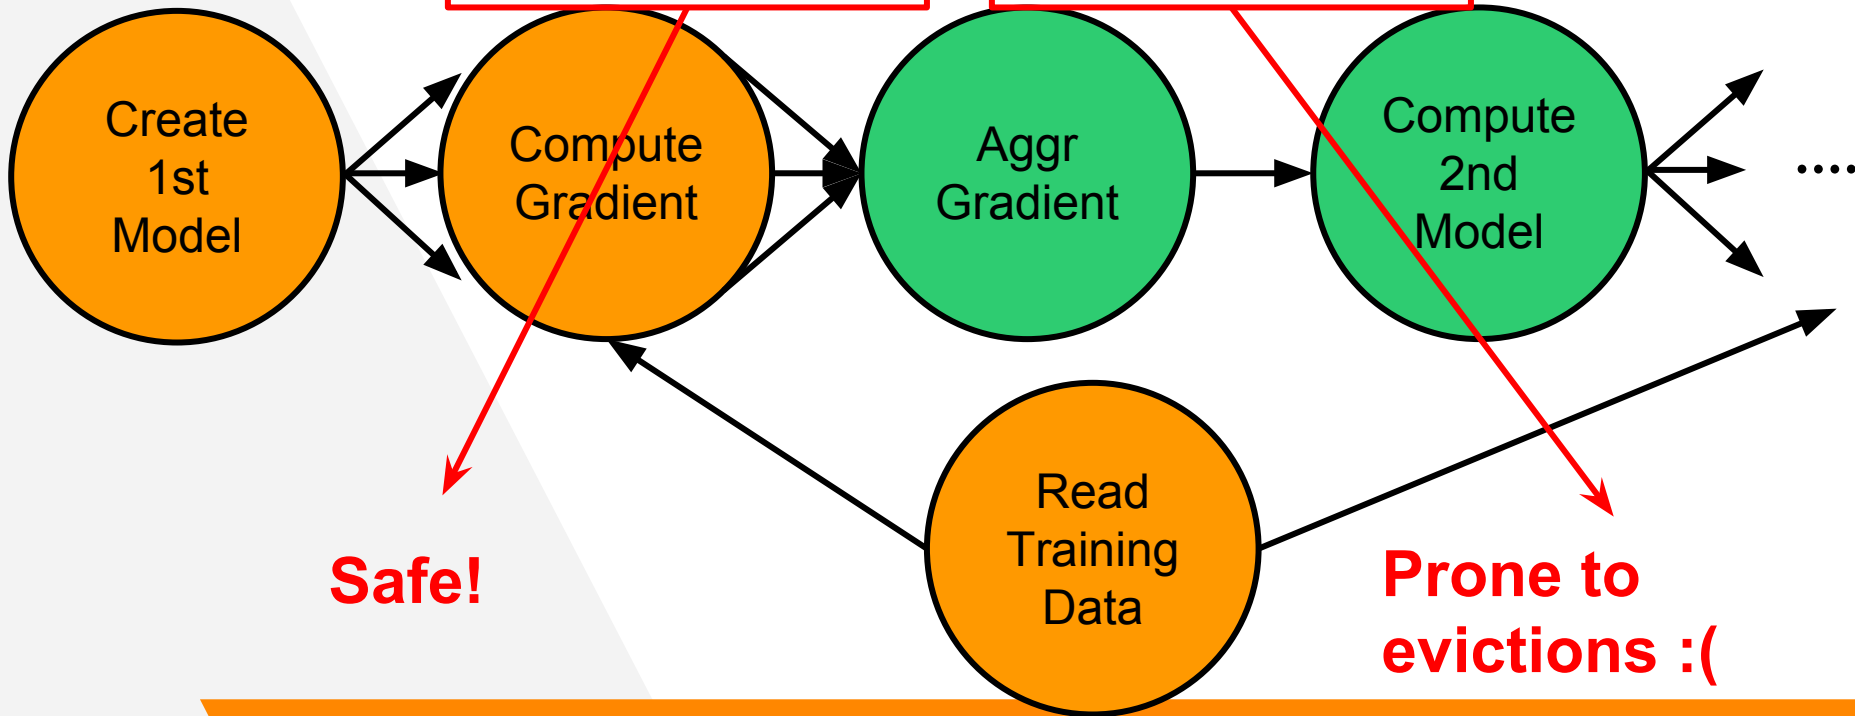 Create
1st
Model
Compute
Gradient
Aggr
Gradient
Compute
2nd
Model
....
Read
Training
Data
Safe!
Prone to
evictions :(